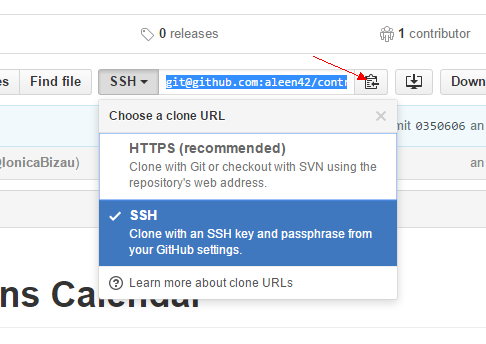 0 releases
1 contributor
es Find file SSH git@github.com:aleen42/contr Down
Choose a clone URL ×
mit 0350606 an
HTTPS (recommended)
Clone with Git or checkout with SVN using the
repository's web address.
@IonicaBizau) an
SSH
Clone with an SSH key and passphrase from
your GitHub settings.
Learn more about clone URLs
ns Calendar